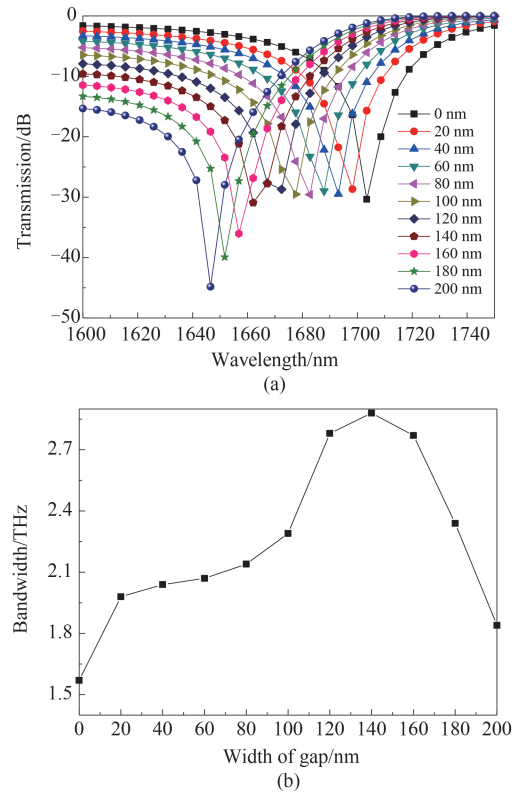 0
−10
−20
−30
−40
−50
Transmission/dB
0 nm
20 nm
40 nm
60 nm
80 nm
100 nm
120 nm
140 nm
160 nm
180 nm
200 nm
1600 1620 1640 1660 1680 1700 1720 1740
Wavelength/nm
(a)
2.7
2.4
2.1
1.8
1.5
Bandwidth/THz
0 20 40 60 80 100 120 140 160 180 200
Width of gap/nm
(b)